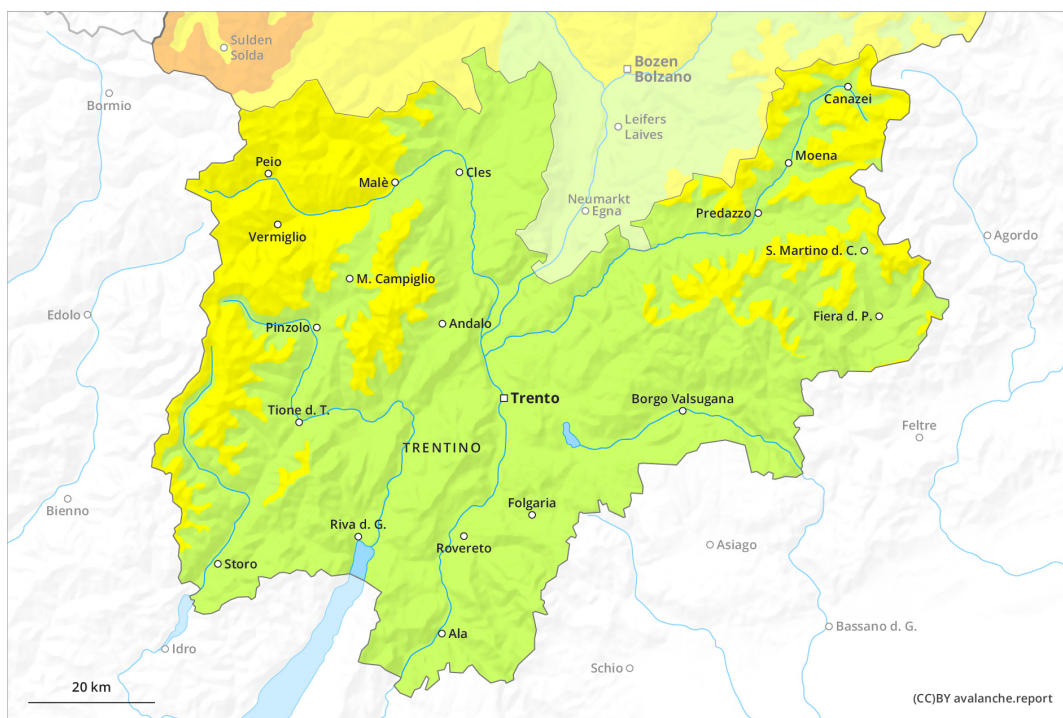 Sulden
Solda
Bozen
Bolzano
Bormio
Canazei
Leifers
Laives
Moena
Peio
Malè
Cles
Neumarkt
Egna
Predazzo
Vermiglio
Agordo
S. Martino d. C.
M. Campiglio
Edolo
Pinzolo
Andalo
Fiera d. P.
Trento
Borgo Valsugana
Tione d. T.
Feltre
TRENTINO
Bienno
Folgaria
Riva d. G.
Rovereto
Asiago
Storo
Ala
Bassano d. G.
Idro
Schio
20 km
(CC)BY avalanche.report